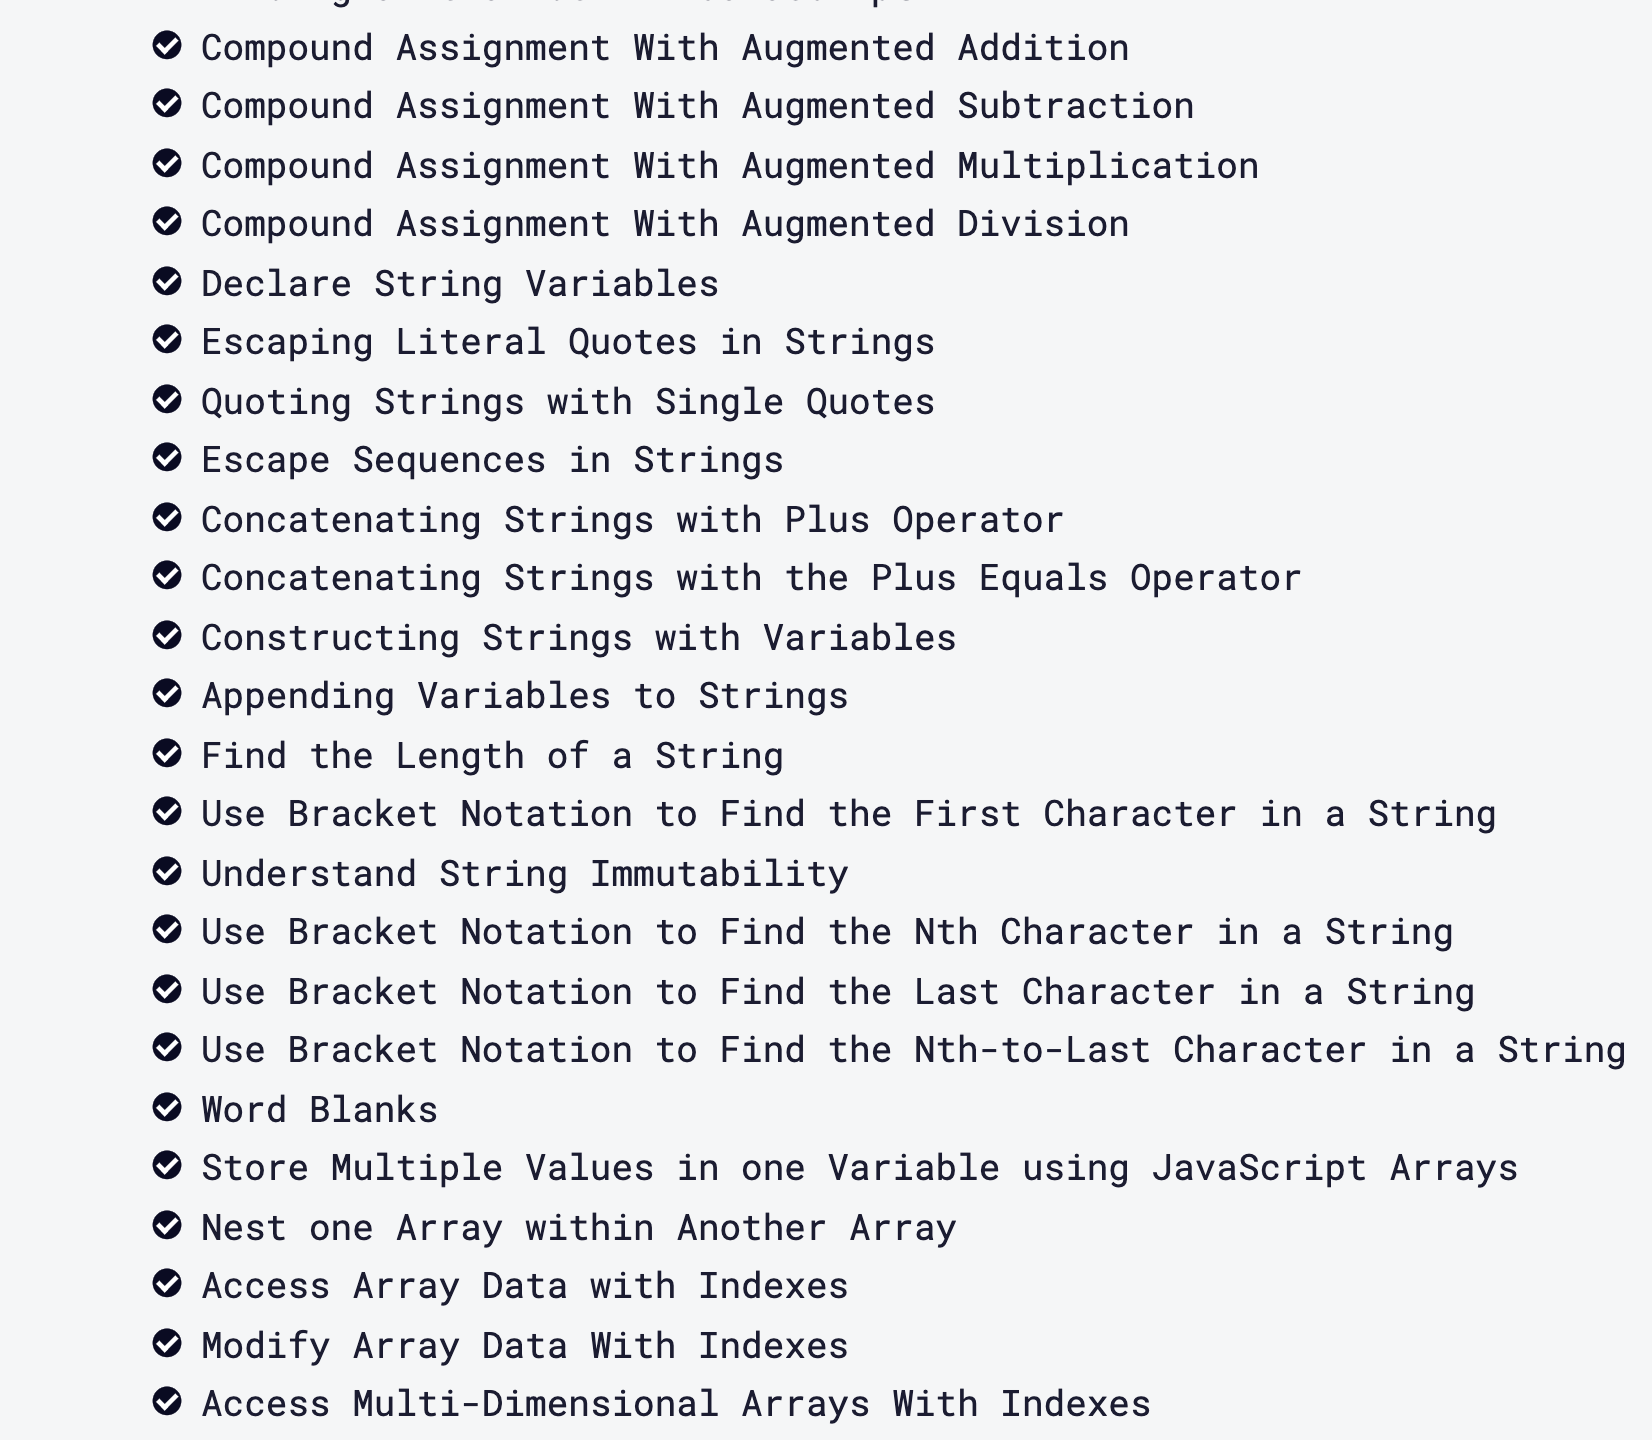 Compound Assignment With Augmented Addition
Compound Assignment With Augmented Subtraction
Compound Assignment With Augmented Multiplication
Compound Assignment With Augmented Division
Declare String Variables
Escaping Literal Quotes in Strings
Quoting Strings with Single Quotes
Escape Sequences in Strings
Concatenating Strings with Plus Operator
Concatenating Strings with the Plus Equals Operator
Constructing Strings with Variables
Appending Variables to Strings
Find the Length of a String
Use Bracket Notation to Find the First Character in a String
Understand String Immutability
Use Bracket Notation to Find the Nth Character in a String
Use Bracket Notation to Find the Last Character in a String
Use Bracket Notation to Find the Nth-to-Last Character in a String
Word Blanks
Store Multiple Values in one Variable using JavaScript Arrays
Nest one Array within Another Array
Access Array Data with Indexes
Modify Array Data With Indexes
Access Multi-Dimensional Arrays With Indexes